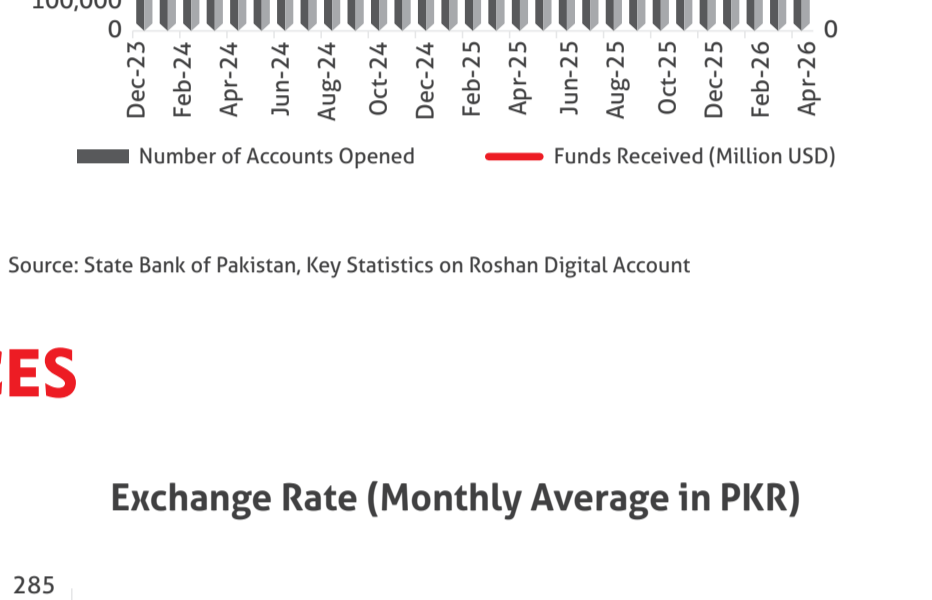 100,000
0 0
Dec-23 Feb-24 Apr-24 Jun-24 Aug-24 Oct-24 Dec-24 Feb-25 Apr-25 Jun-25 Aug-25 Oct-25 Dec-25 Feb-26 Apr-26
Number of Accounts Opened Funds Received (Million USD)
Source: State Bank of Pakistan, Key Statistics on Roshan Digital Account
ES
Exchange Rate (Monthly Average in PKR)
285